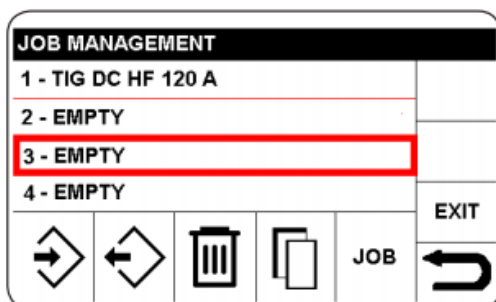 JOB MANAGEMENT
1 - TIG DC HF 120 A
2 - EMPTY
3 - EMPTY
4 - EMPTY
EXIT
JOB